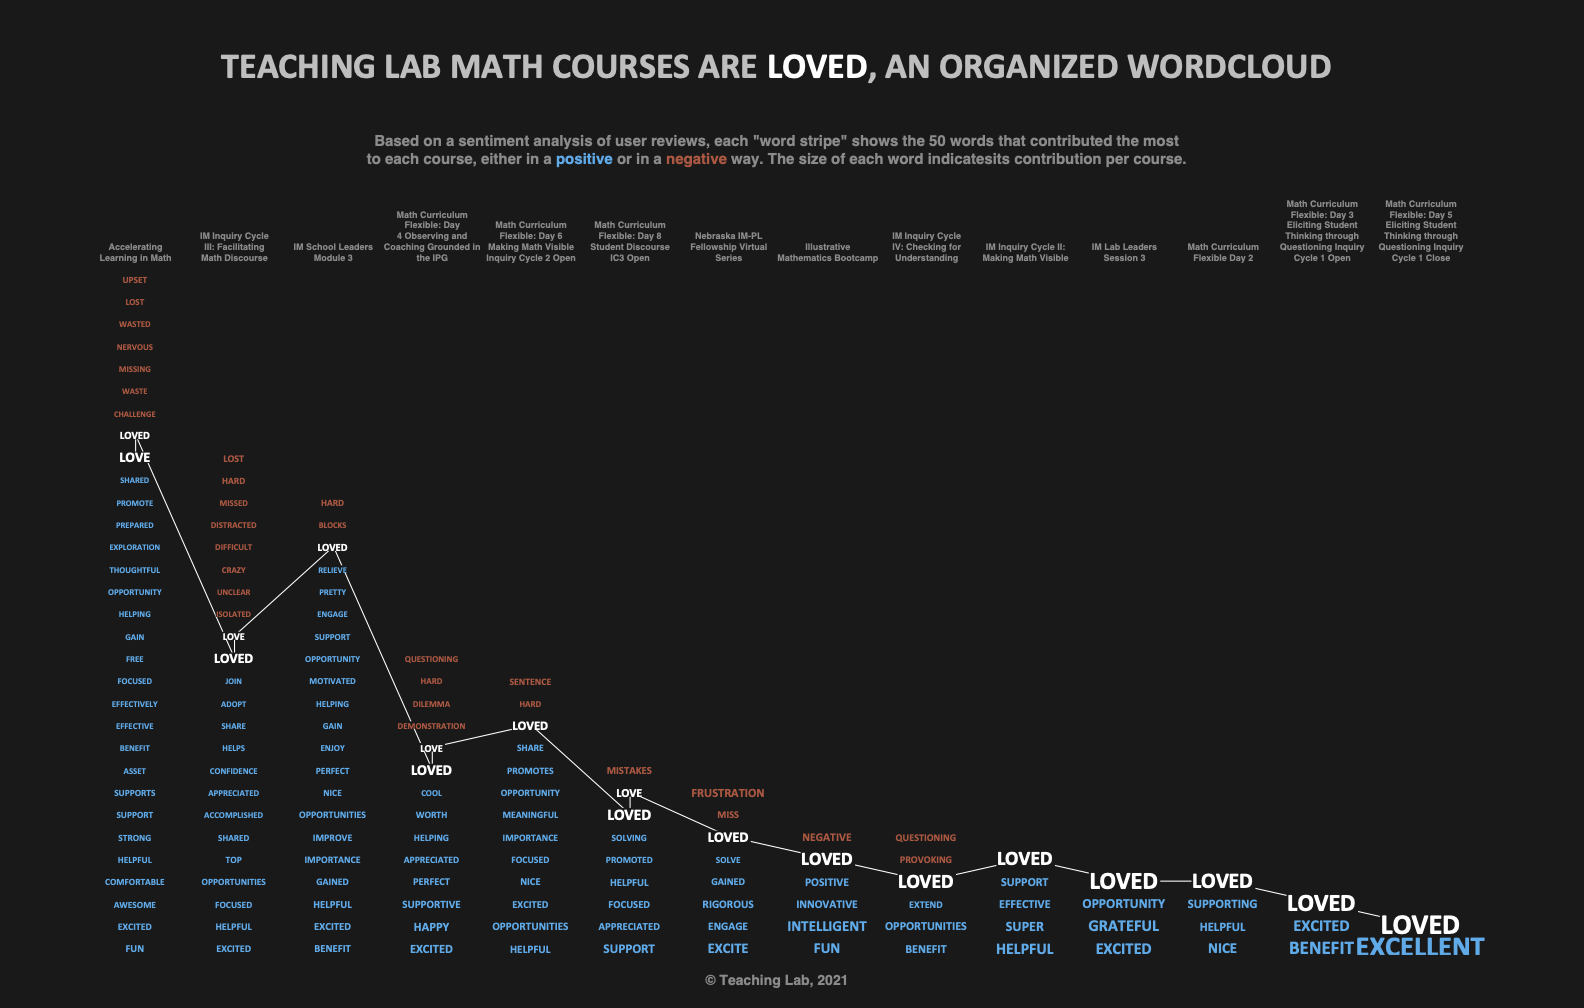 TEACHING LAB MATH COURSES ARE LOVED, AN ORGANIZED WORDCLOUD
Based on a sentiment analysis of user reviews, each "word stripe" shows the 50 words that contributed the most
to each course, either in a positive or in a negative way. The size of each word indicatesits contribution per course.
Accelerating
Learning in Math
UPSET
LOST
WASTED
NERVOUS
MISSING
WASTE
CHALLENGE
LOVED
LOVE
SHARED
PROMOTE
PREPARED
EXPLORATION
THOUGHTFUL
OPPORTUNITY
HELPING
GAIN
FREE
FOCUSED
EFFECTIVELY
EFFECTIVE
BENEFIT
ASSET
SUPPORTS
SUPPORT
STRONG
HELPFUL
COMFORTABLE
AWESOME
EXCITED
FUN
IM Inquiry Cycle
III: Facilitating
Math Discourse
LOST
HARD
MISSED
DISTRACTED
DIFFICULT
CRAZY
UNCLEAR
ISOLATED
LOVE
LOVED
JOIN
ADOPT
SHARE
HELPS
CONFIDENCE
APPRECIATED
ACCOMPLISHED
SHARED
TOP
OPPORTUNITIES
FOCUSED
HELPFUL
EXCITED
IM School Leaders
Module 3
HARD
BLOCKS
LOVED
RELIEVE
PRETTY
ENGAGE
SUPPORT
OPPORTUNITY
MOTIVATED
HELPING
GAIN
ENJOY
PERFECT
NICE
OPPORTUNITIES
IMPROVE
IMPORTANCE
GAINED
HELPFUL
EXCITED
BENEFIT
Math Curriculum
Flexible: Day
4 Observing and
Coaching Grounded in
the IPG
QUESTIONING
HARD
DILEMMA
DEMONSTRATION
LOVE
LOVED
COOL
WORTH
HELPING
APPRECIATED
PERFECT
SUPPORTIVE
HAPPY
EXCITED
Math Curriculum
Flexible: Day 6
Making Math Visible
Inquiry Cycle 2 Open
SENTENCE
HARD
LOVED
SHARE
PROMOTES
OPPORTUNITY
MEANINGFUL
IMPORTANCE
FOCUSED
NICE
EXCITED
OPPORTUNITIES
HELPFUL
Math Curriculum
Flexible: Day 8
Student Discourse
IC3 Open
MISTAKES
LOVE
LOVED
SOLVING
PROMOTED
HELPFUL
FOCUSED
APPRECIATED
SUPPORT
Nebraska IM-PL
Fellowship Virtual
Series
FRUSTRATION
MISS
LOVED
SOLVE
GAINED
RIGOROUS
ENGAGE
EXCITE
Illustrative
Mathematics Bootcamp
NEGATIVE
LOVED
POSITIVE
INNOVATIVE
INTELLIGENT
FUN
IM Inquiry Cycle
IV: Checking for
Understanding
QUESTIONING
PROVOKING
LOVED
EXTEND
OPPORTUNITIES
BENEFIT
IM Inquiry Cycle II:
Making Math Visible
LOVED
SUPPORT
EFFECTIVE
SUPER
HELPFUL
IM Lab Leaders
Session 3
LOVED
OPPORTUNITY
GRATEFUL
EXCITED
Math Curriculum
Flexible Day 2
LOVED
SUPPORTING
HELPFUL
NICE
Math Curriculum
Flexible: Day 3
Eliciting Student
Thinking through
Questioning Inquiry
Cycle 1 Open
LOVED
EXCITED
BENEFIT
Math Curriculum
Flexible: Day 5
Eliciting Student
Thinking through
Questioning Inquiry
Cycle 1 Close
LOVED
EXCELLENT
© Teaching Lab, 2021